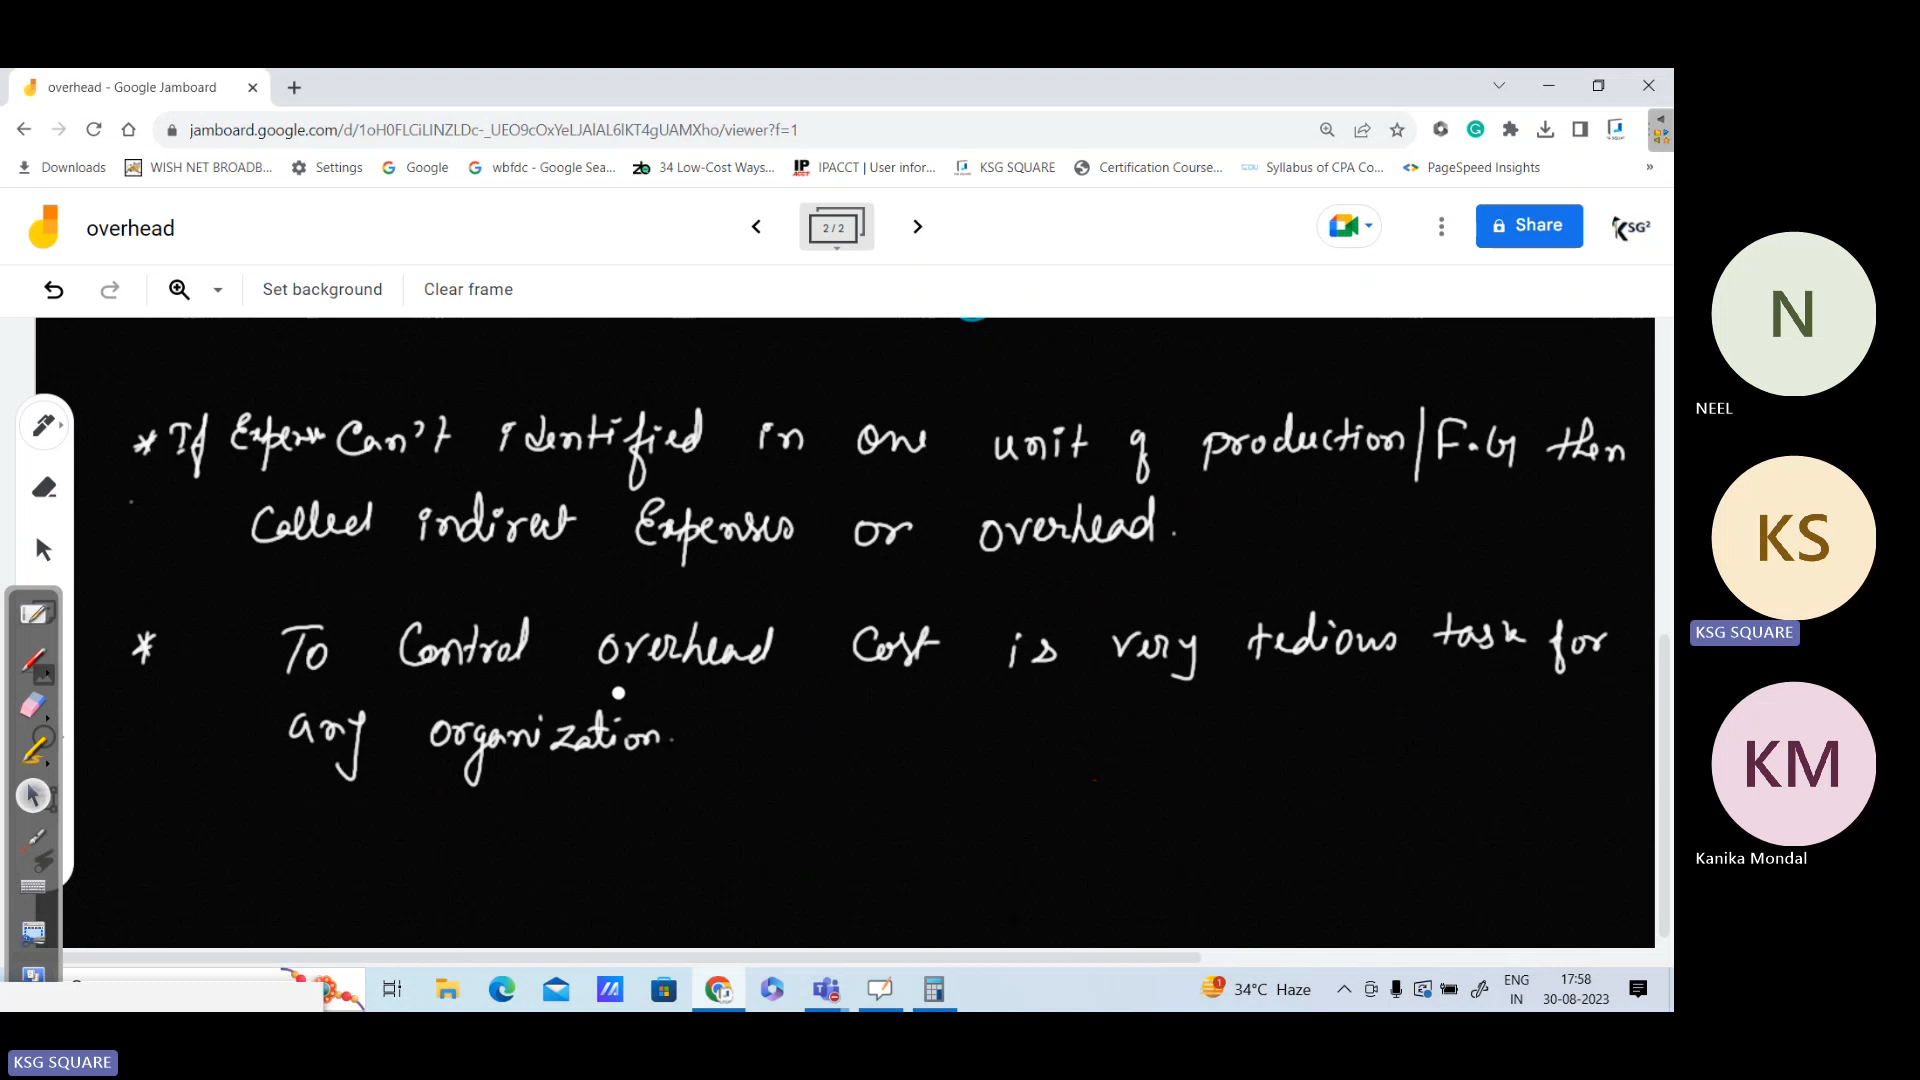 overhead - Google Jamboard
jamboard.google.com/d/1oH0FLCiLINZLDc-_UEO9cOxYeLJAlAL6lKT4gUAMXho/viewer?f=1
Downloads WISH NET BROADB... Settings Google wbfdc - Google Sea... 34 Low-Cost Ways... IPACCT | User infor... KSG SQUARE Certification Course... Syllabus of CPA Co... PageSpeed Insights »
overhead 2 / 2 Share KSG²
Set background Clear frame
* If Expense Can't identified in one unit of production/F.G then
Called indirect Expenses or overhead.
* To Control overhead Cost is very tedious task for
any organization.
34°C Haze ENG IN 17:58 30-08-2023
N
NEEL
KS
KSG SQUARE
KM
Kanika Mondal
KSG SQUARE